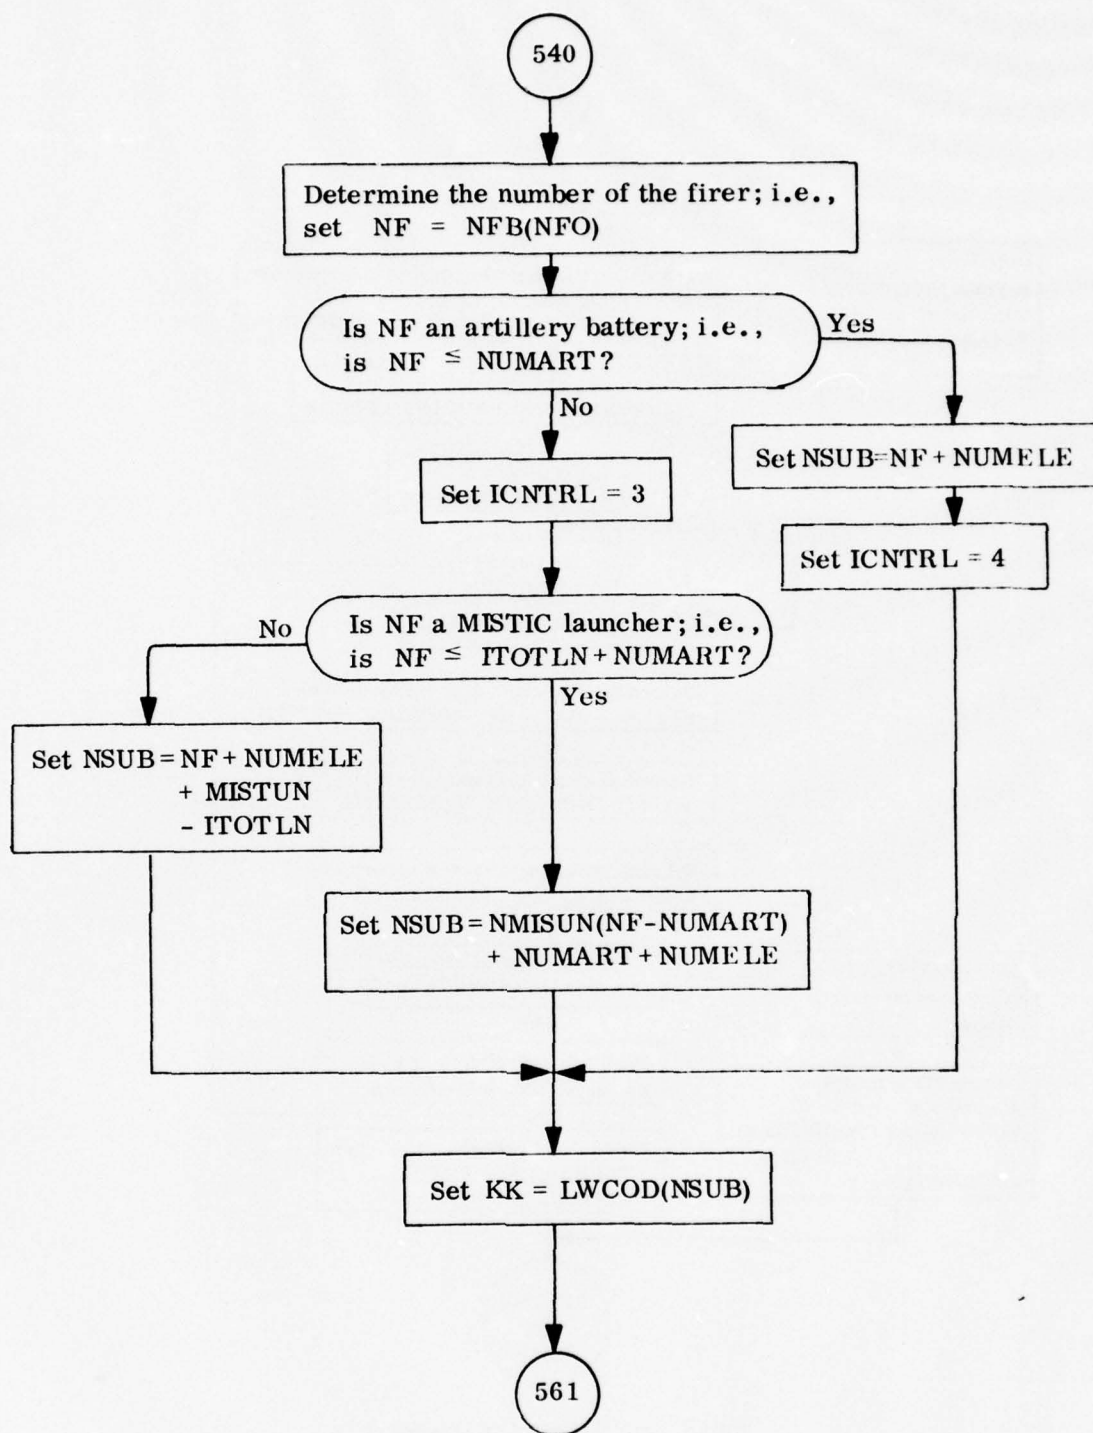 540
Determine the number of the firer; i.e.,
set NF = NFB(NFO)
Is NF an artillery battery; i.e.,
is NF ≤ NUMART?
Yes
No
Set NSUB=NF + NUMELE
Set ICNTRL = 3
Set ICNTRL = 4
Is NF a MISTIC launcher; i.e.,
is NF ≤ ITOTLN + NUMART?
No
Yes
Set NSUB = NF + NUMELE
+ MISTUN
- ITOTLN
Set NSUB = NMISUN(NF-NUMART)
+ NUMART + NUMELE
Set KK = LWCOD(NSUB)
561